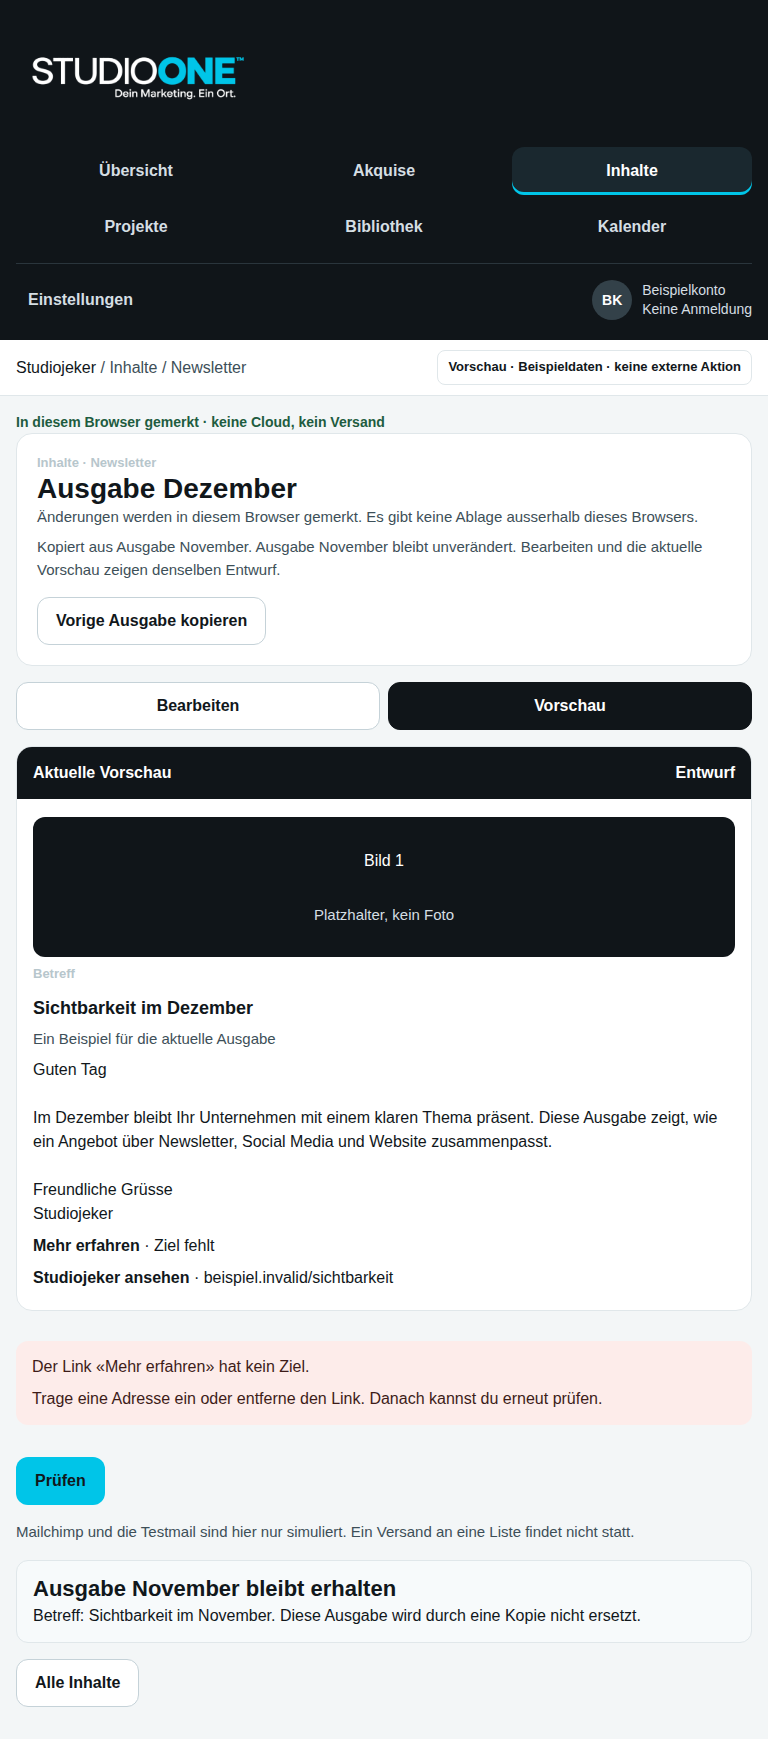 STUDIOONE™
Dein Marketing. Ein Ort.
Übersicht
Akquise
Inhalte
Projekte
Bibliothek
Kalender
Einstellungen
BK
Beispielkonto
Keine Anmeldung
Studiojeker / Inhalte / Newsletter
Vorschau · Beispieldaten · keine externe Aktion
In diesem Browser gemerkt · keine Cloud, kein Versand
Inhalte · Newsletter
Ausgabe Dezember
Änderungen werden in diesem Browser gemerkt. Es gibt keine Ablage ausserhalb dieses Browsers.
Kopiert aus Ausgabe November. Ausgabe November bleibt unverändert. Bearbeiten und die aktuelle
Vorschau zeigen denselben Entwurf.
Vorige Ausgabe kopieren
Bearbeiten
Vorschau
Aktuelle Vorschau
Entwurf
Bild 1
Platzhalter, kein Foto
Betreff
Sichtbarkeit im Dezember
Ein Beispiel für die aktuelle Ausgabe
Guten Tag
Im Dezember bleibt Ihr Unternehmen mit einem klaren Thema präsent. Diese Ausgabe zeigt, wie
ein Angebot über Newsletter, Social Media und Website zusammenpasst.
Freundliche Grüsse
Studiojeker
Mehr erfahren · Ziel fehlt
Studiojeker ansehen · beispiel.invalid/sichtbarkeit
Der Link «Mehr erfahren» hat kein Ziel.
Trage eine Adresse ein oder entferne den Link. Danach kannst du erneut prüfen.
Prüfen
Mailchimp und die Testmail sind hier nur simuliert. Ein Versand an eine Liste findet nicht statt.
Ausgabe November bleibt erhalten
Betreff: Sichtbarkeit im November. Diese Ausgabe wird durch eine Kopie nicht ersetzt.
Alle Inhalte